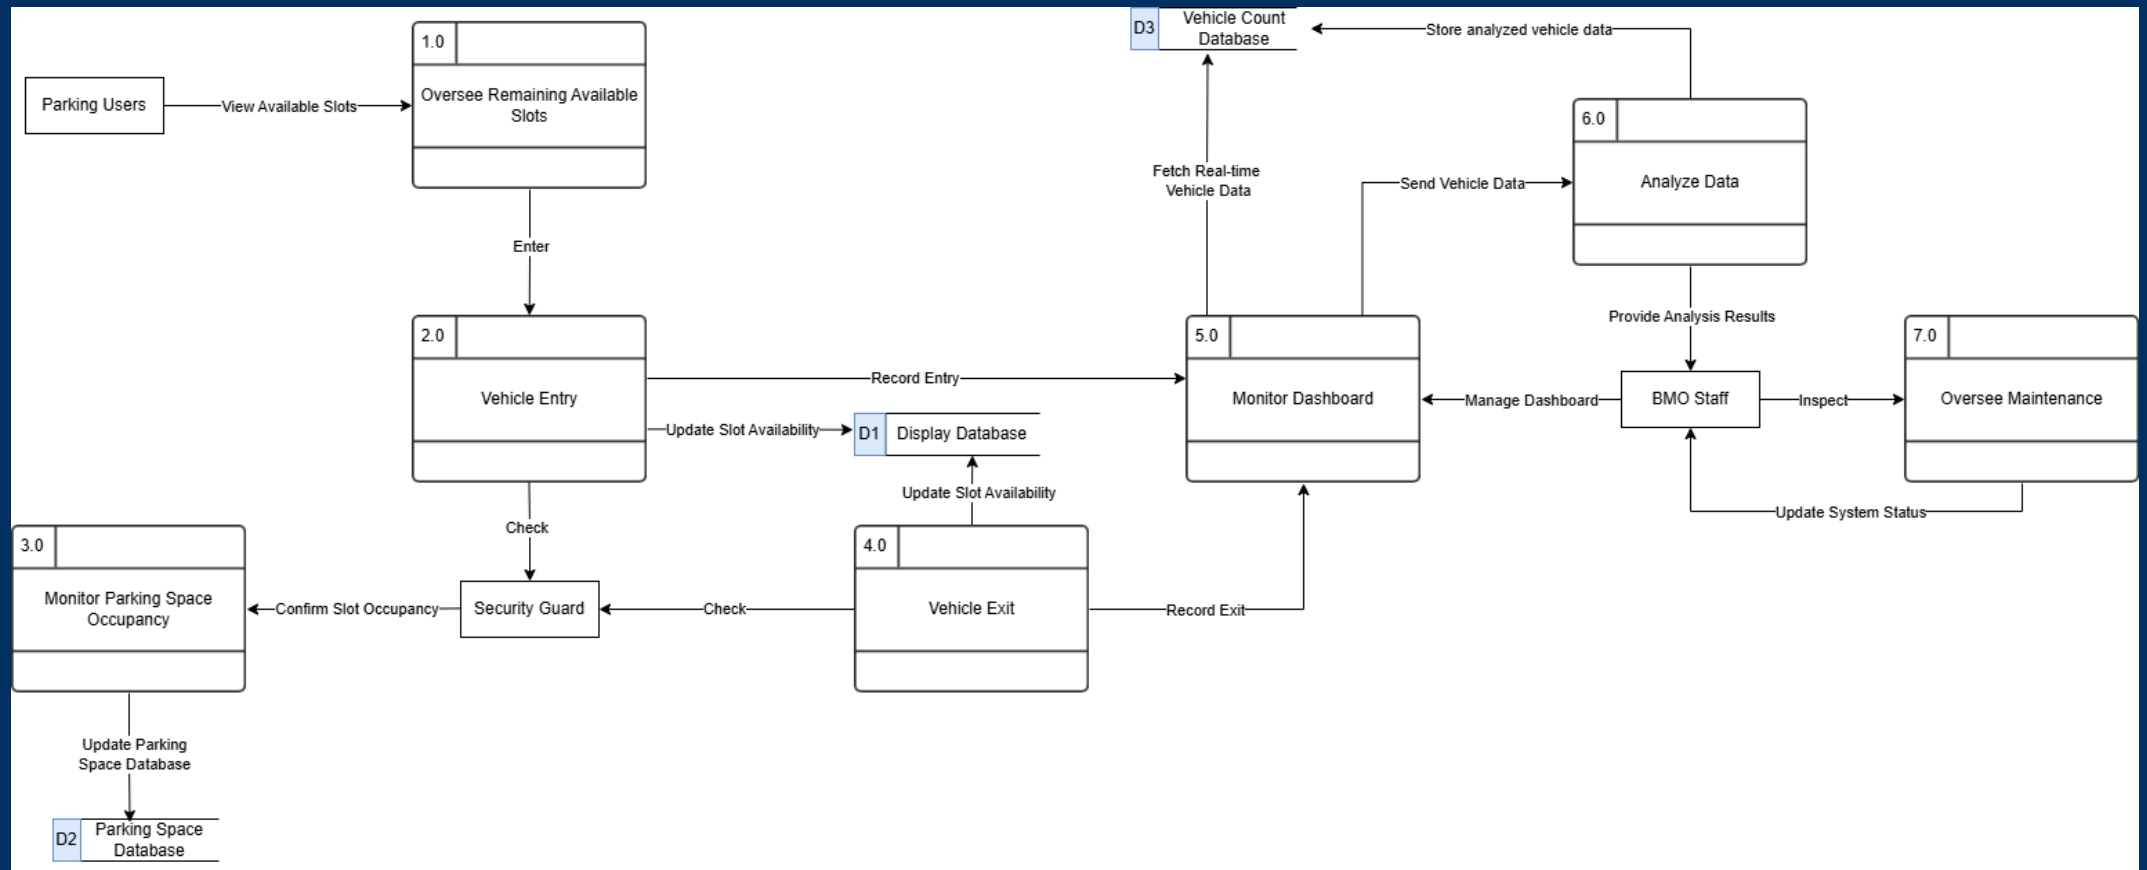 D3
Vehicle Count
Database
Store analyzed vehicle data
1.0
Parking Users
View Available Slots
Oversee Remaining Available
Slots
6.0
Fetch Real-time
Vehicle Data
Send Vehicle Data
Analyze Data
Enter
Provide Analysis Results
2.0
5.0
7.0
Record Entry
Vehicle Entry
Monitor Dashboard
Manage Dashboard
BMO Staff
Inspect
Oversee Maintenance
Update Slot Availability
D1
Display Database
Update Slot Availability
Check
Update System Status
3.0
4.0
Monitor Parking Space
Occupancy
Confirm Slot Occupancy
Security Guard
Check
Vehicle Exit
Record Exit
Update Parking
Space Database
D2
Parking Space
Database